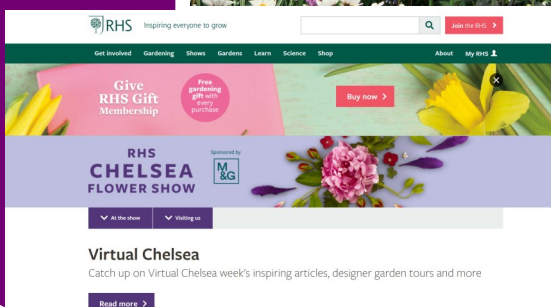 RHS Inspiring everyone to grow Join the RHS
Get involved Gardening Shows Gardens Learn Science Shop About My RHS
Give
RHS Gift
Membership
Free
gardening
gift with
every
purchase
Buy now
RHS
CHELSEA
FLOWER SHOW
Sponsored by
M
&G
At the show Visiting us
Virtual Chelsea
Catch up on Virtual Chelsea week's inspiring articles, designer garden tours and more
Read more